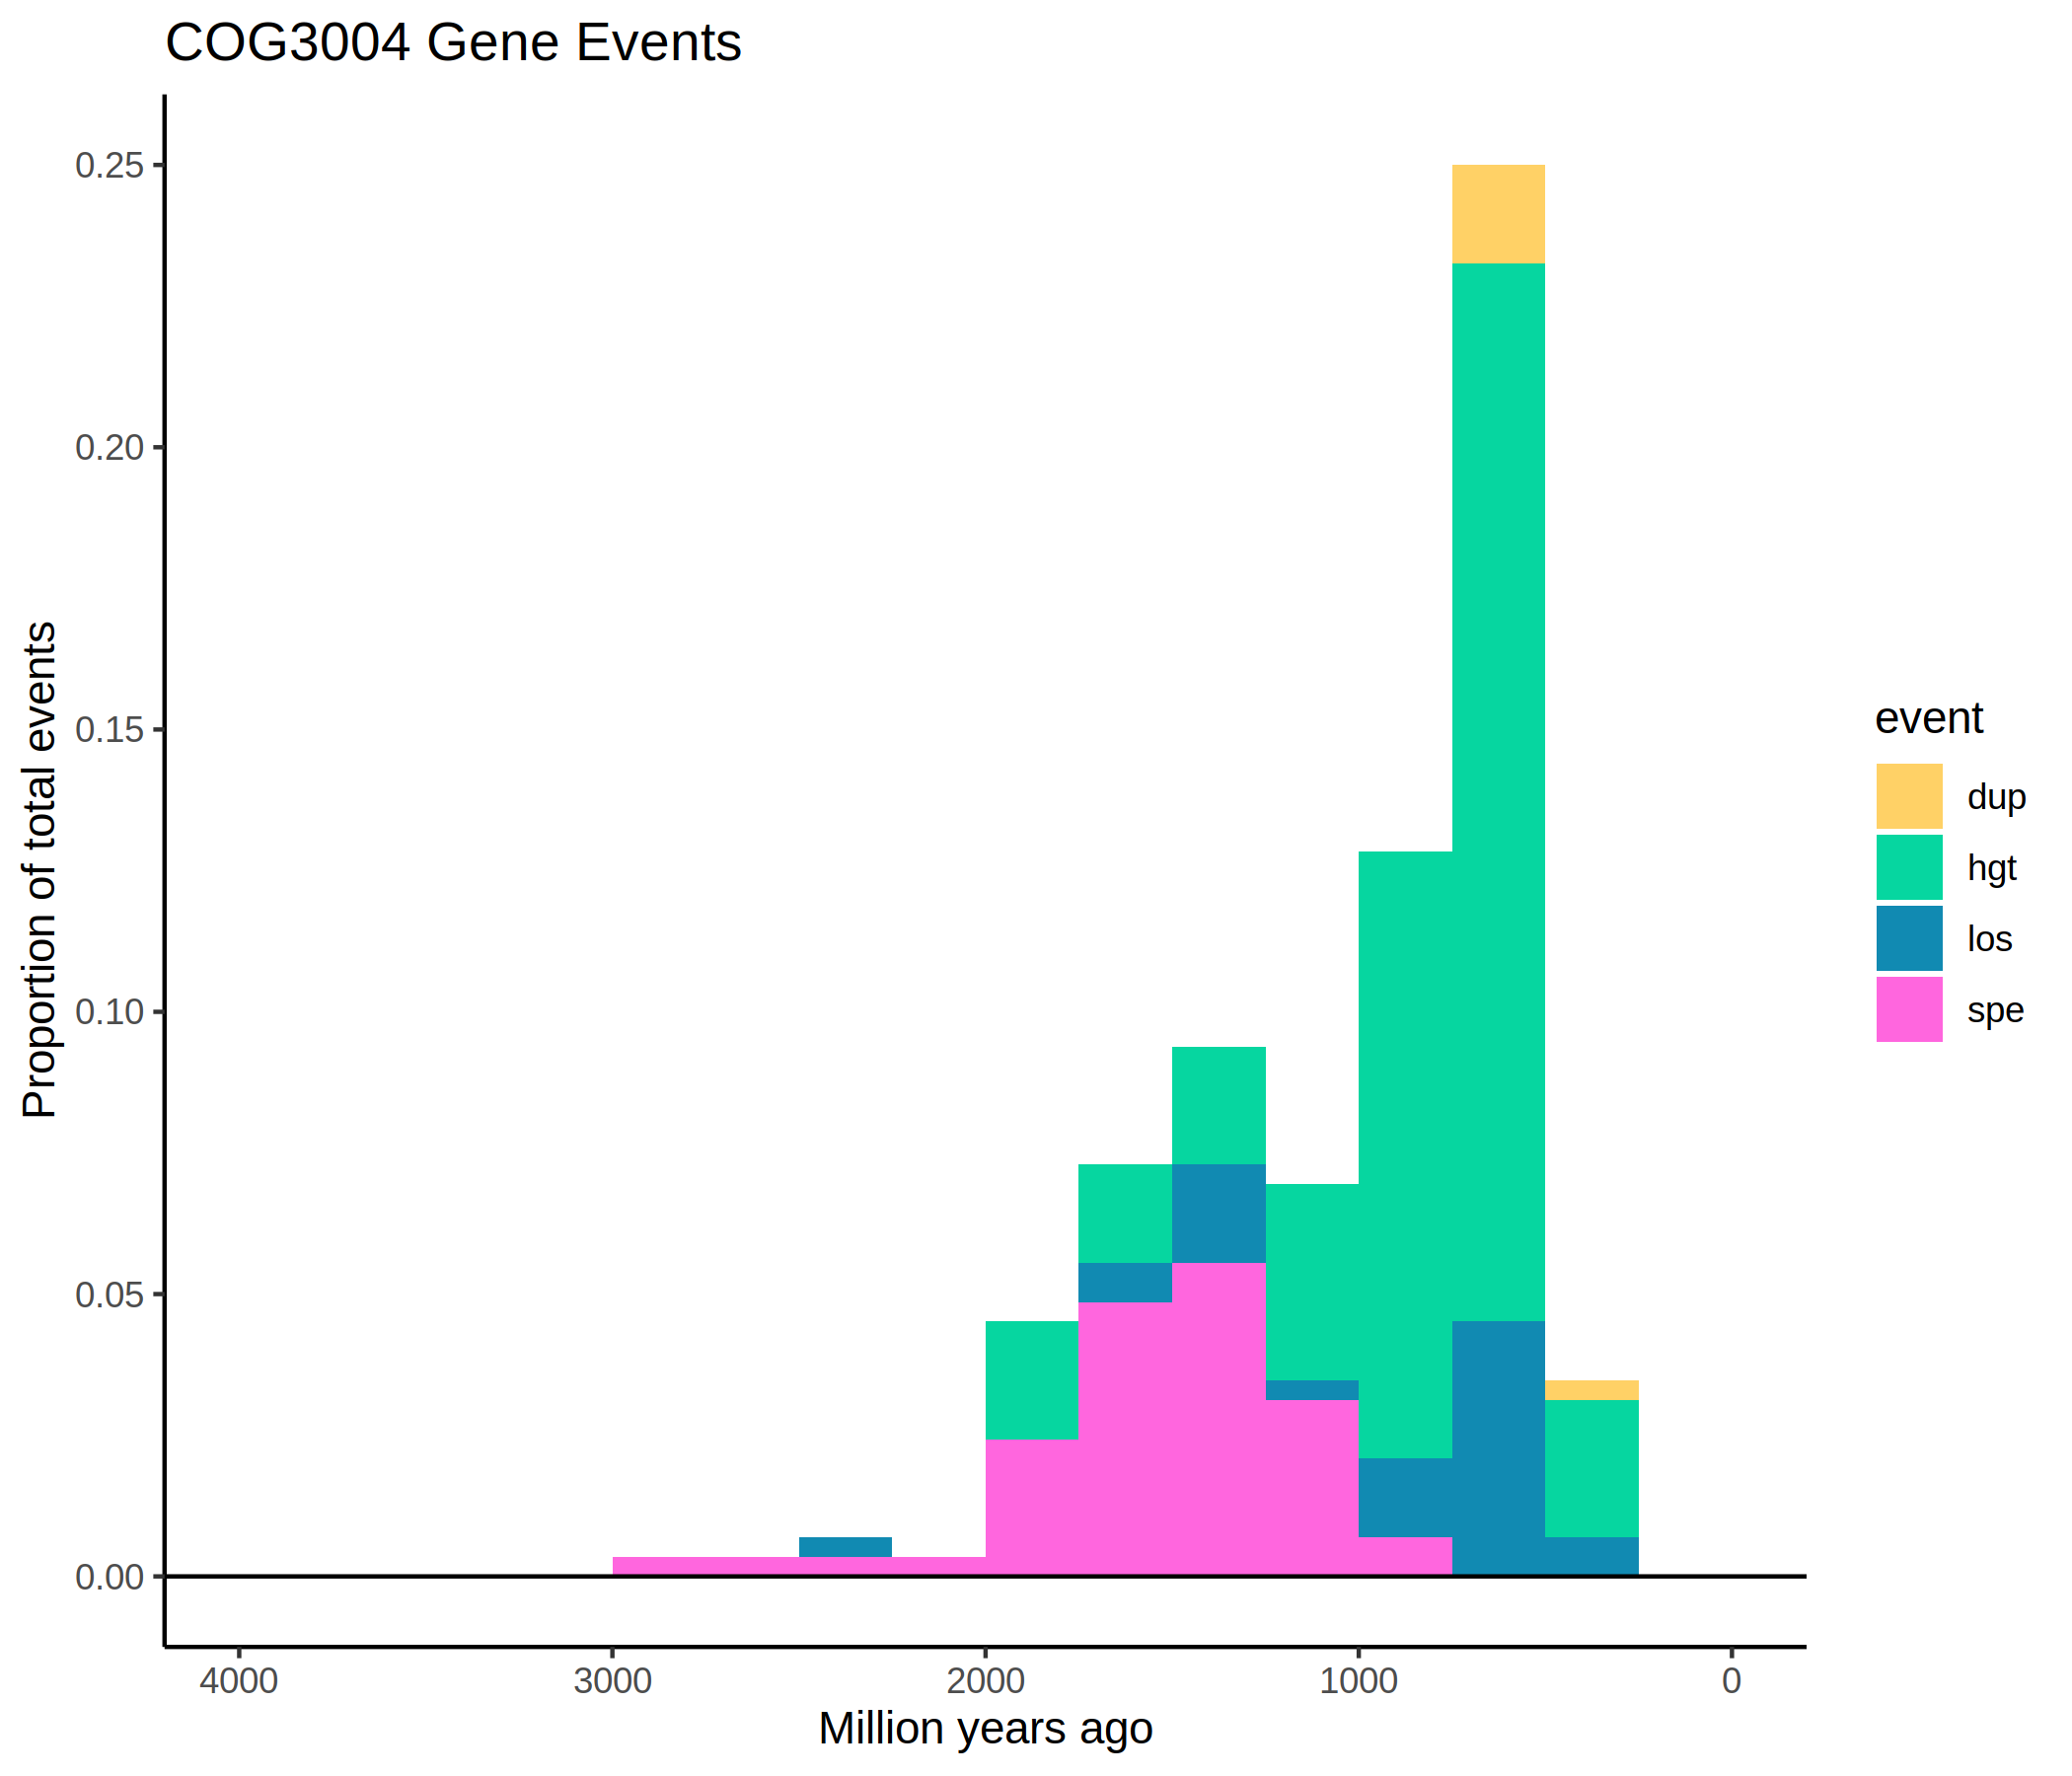 COG3004 Gene Events
Proportion of total events
0.25
0.20
0.15
0.10
0.05
0.00
4000 3000 2000 1000 0
Million years ago
event
dup
hgt
los
spe